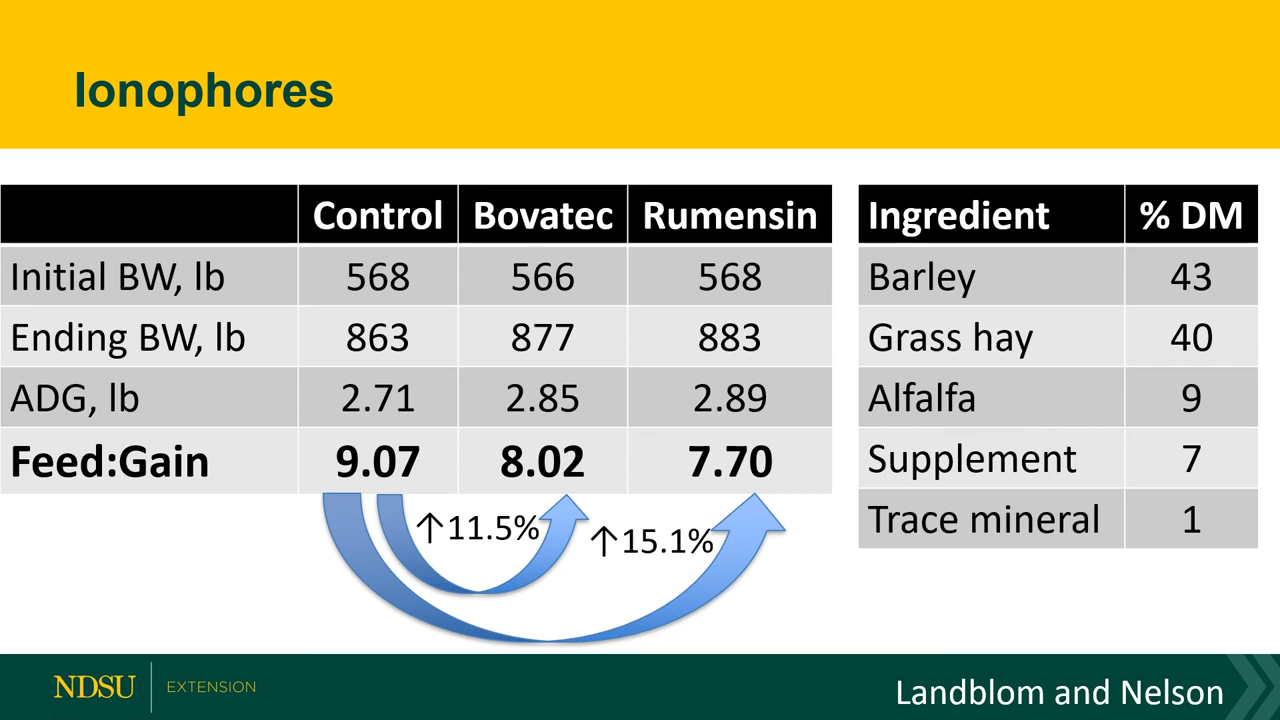 Ionophores
Control Bovatec Rumensin
Initial BW, lb 568 566 568
Ending BW, lb 863 877 883
ADG, lb 2.71 2.85 2.89
Feed:Gain 9.07 8.02 7.70
↑11.5% ↑15.1%
Ingredient % DM
Barley 43
Grass hay 40
Alfalfa 9
Supplement 7
Trace mineral 1
NDSU EXTENSION
Landblom and Nelson